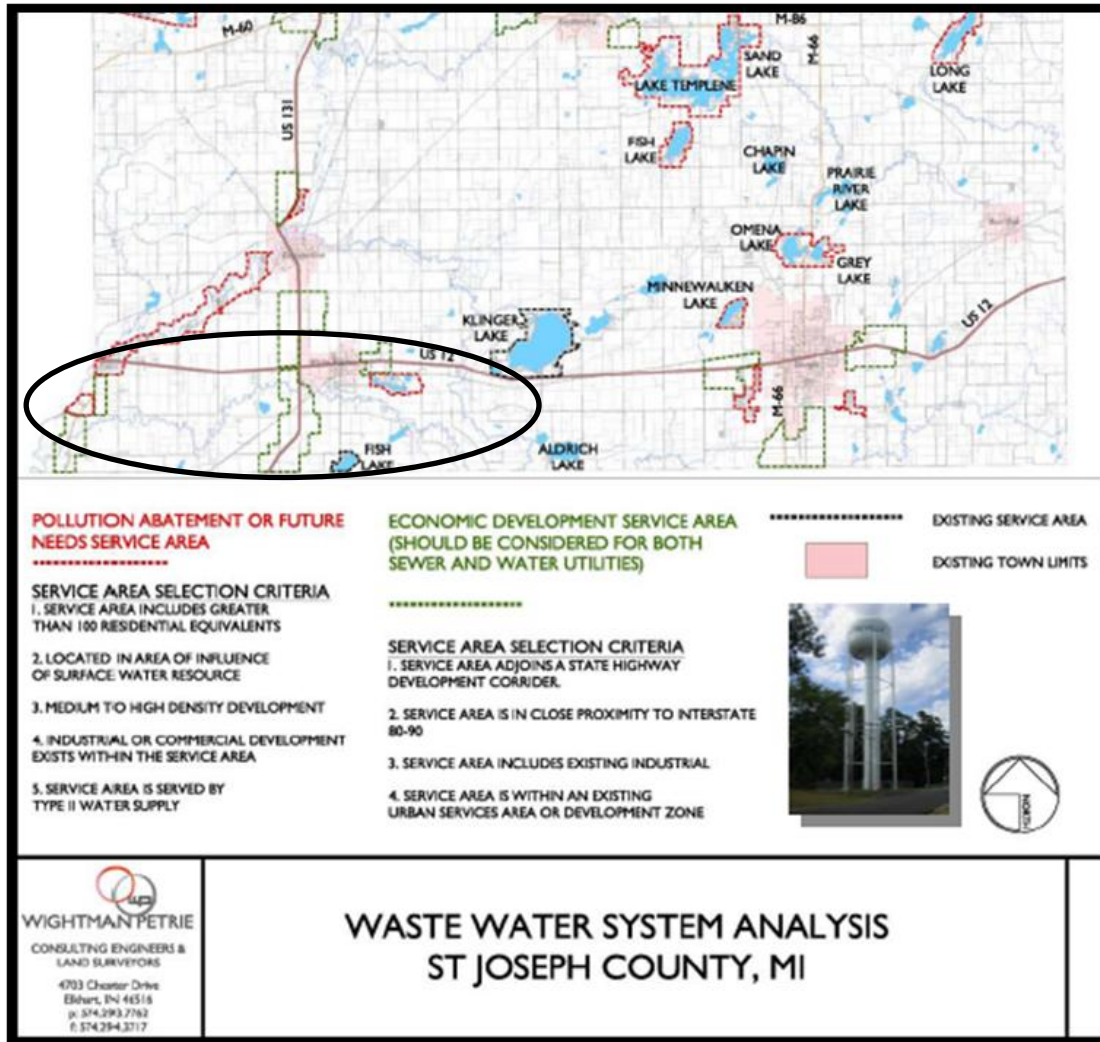 M-60
M-86
M-66
SAND
LAKE
LAKE TEMPLENE
LONG
LAKE
US 131
FISH
LAKE
CHAPIN
LAKE
PRAIRIE
RIVER
LAKE
OMENA
LAKE
GREY
LAKE
MINNEWAUKEN
LAKE
KLINGER
LAKE
US 12
US 12
M-66
FISH
LAKE
ALDRICH
LAKE
POLLUTION ABATEMENT OR FUTURE
NEEDS SERVICE AREA
SERVICE AREA SELECTION CRITERIA
1. SERVICE AREA INCLUDES GREATER
THAN 100 RESIDENTIAL EQUIVALENTS
2. LOCATED IN AREA OF INFLUENCE
OF SURFACE WATER RESOURCE
3. MEDIUM TO HIGH DENSITY DEVELOPMENT
4. INDUSTRIAL OR COMMERCIAL DEVELOPMENT
EXISTS WITHIN THE SERVICE AREA
5. SERVICE AREA IS SERVED BY
TYPE II WATER SUPPLY
ECONOMIC DEVELOPMENT SERVICE AREA
(SHOULD BE CONSIDERED FOR BOTH
SEWER AND WATER UTILITIES)
SERVICE AREA SELECTION CRITERIA
1. SERVICE AREA ADJOINS A STATE HIGHWAY
DEVELOPMENT CORRIDER.
2. SERVICE AREA IS IN CLOSE PROXIMITY TO INTERSTATE
80-90
3. SERVICE AREA INCLUDES EXISTING INDUSTRIAL
4. SERVICE AREA IS WITHIN AN EXISTING
URBAN SERVICES AREA OR DEVELOPMENT ZONE
EXISTING SERVICE AREA
EXISTING TOWN LIMITS
NORTH
WIGHTMAN PETRIE
CONSULTING ENGINEERS &
LAND SURVEYORS
4703 Chester Drive
Elkhart, IN 46516
p: 574.293.7762
f: 574.294.3717
WASTE WATER SYSTEM ANALYSIS
ST JOSEPH COUNTY, MI